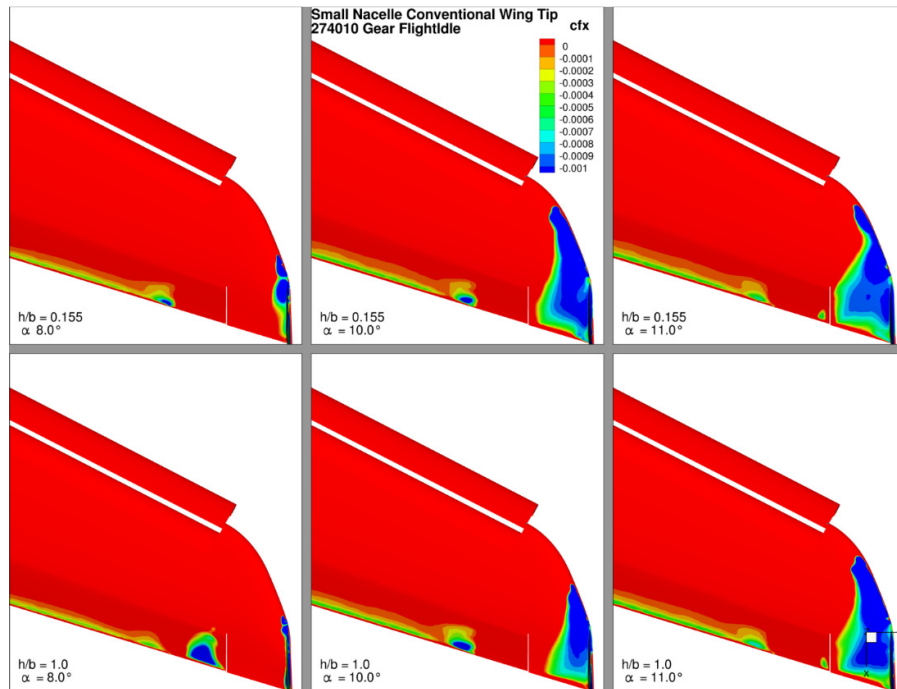 Small Nacelle Conventional Wing Tip
274010 Gear FlightIdle
cfx
0
-0.0001
-0.0002
-0.0003
-0.0004
-0.0005
-0.0006
-0.0007
-0.0008
-0.0009
-0.001
h/b = 0.155
α 8.0°
h/b = 0.155
α = 10.0°
h/b = 0.155
α = 11.0°
h/b = 1.0
α = 8.0°
h/b = 1.0
α = 10.0°
h/b = 1.0
α = 11.0°
x